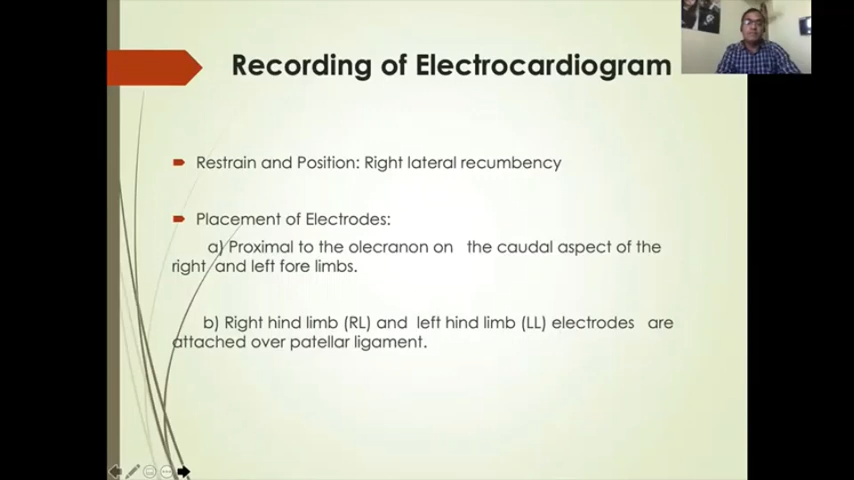 Recording of Electrocardiogram
Restrain and Position: Right lateral recumbency
Placement of Electrodes:
a) Proximal to the olecranon on the caudal aspect of the
right and left fore limbs.
b) Right hind limb (RL) and left hind limb (LL) electrodes are
attached over patellar ligament.